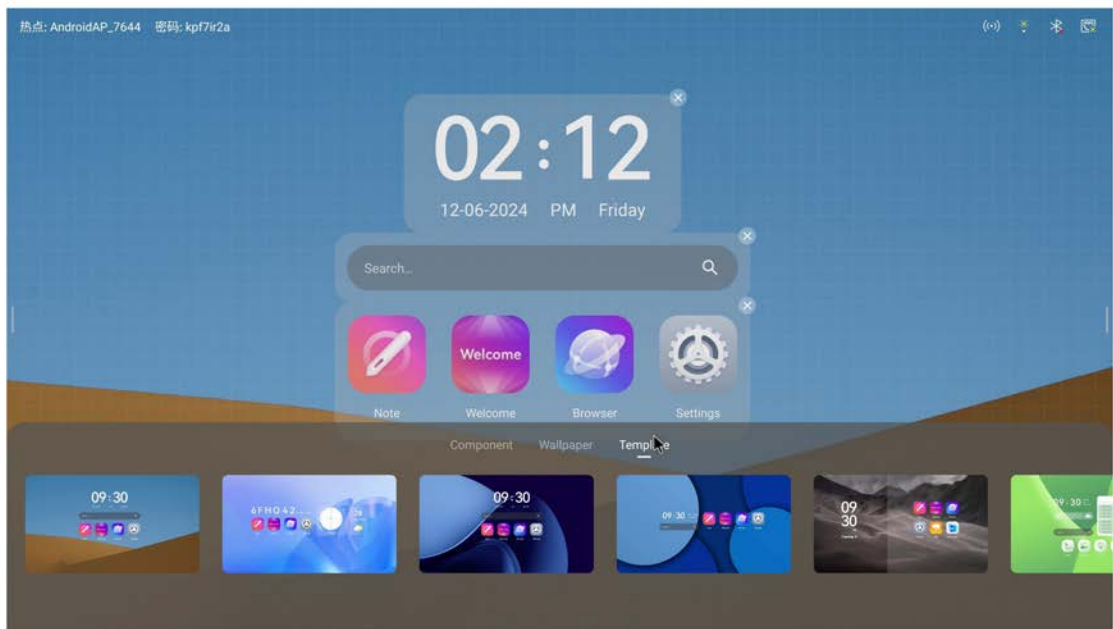 热点: AndroidAP_7644 密码: kpf7ir2a
02:12
12-06-2024 PM Friday
Search...
Welcome
Note Welcome Browser Settings
Component Wallpaper Template
09:30
6FHO42
09:30
09:30
09
30
09:30